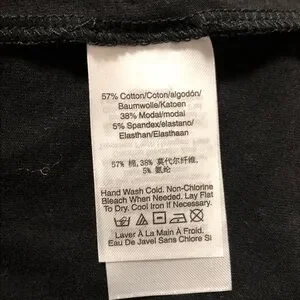 57% Cotton/Coton/algodón/
Baumwolle/Katoen
38% Modal/modal
5% Spandex/elastano/
Elasthan/Elasthaan
57% 棉,38% 莫代尔纤维,
5% 氨纶
Hand Wash Cold. Non-Chlorine
Bleach When Needed. Lay Flat
To Dry. Cool Iron If Necessary.
Laver À La Main À Froid.
Eau De Javel Sans Chlore Si